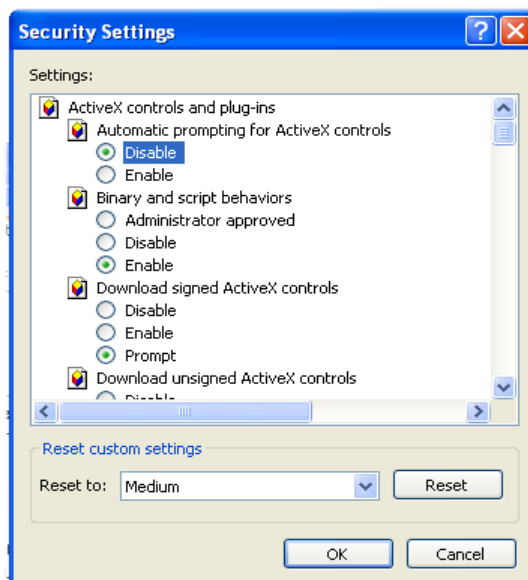 Security Settings
Settings:
ActiveX controls and plug-ins
Automatic prompting for ActiveX controls
Disable
Enable
Binary and script behaviors
Administrator approved
Disable
Enable
Download signed ActiveX controls
Disable
Enable
Prompt
Download unsigned ActiveX controls
Disable
Reset custom settings
Reset to: Medium Reset
OK Cancel